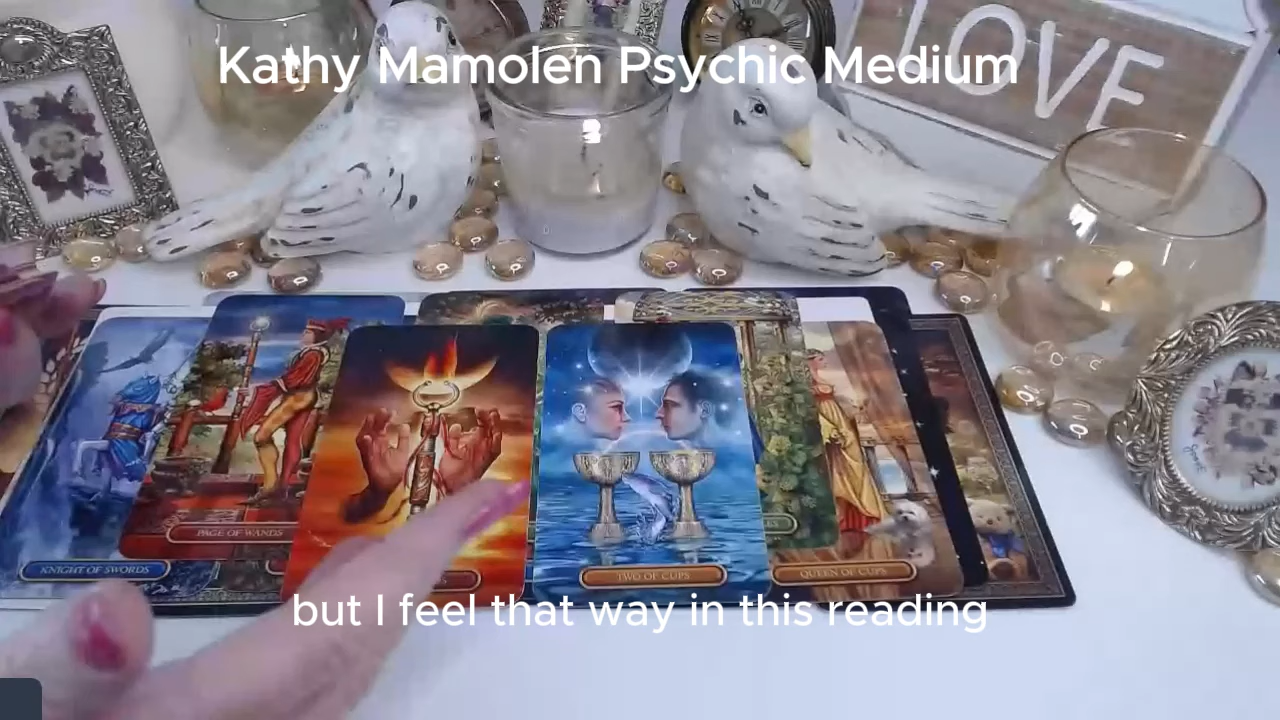 LOVE
Kathy Mamolen Psychic Medium
PAGE OF WANDS
KNIGHT OF SWORDS
TWO OF CUPS
QUEEN OF CUPS
but I feel that way in this reading